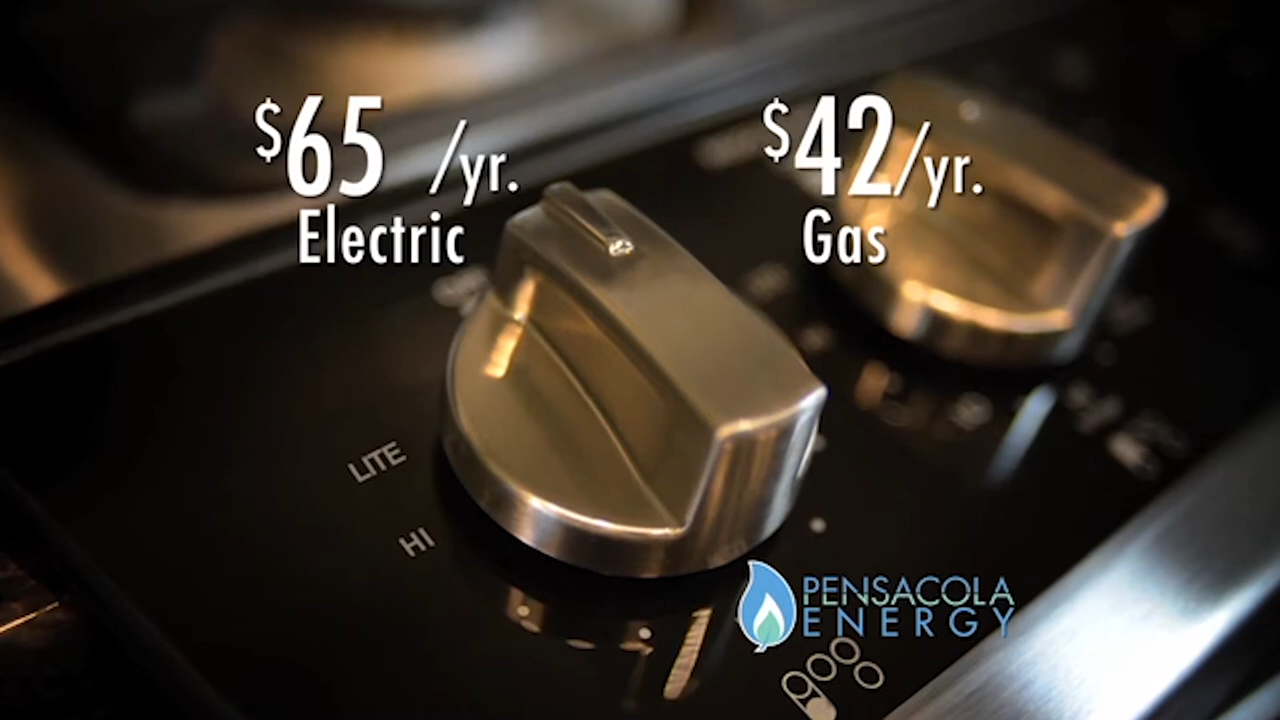 $65 /yr.
Electric
$42/yr.
Gas
LITE
HI
PENSACOLA
ENERGY